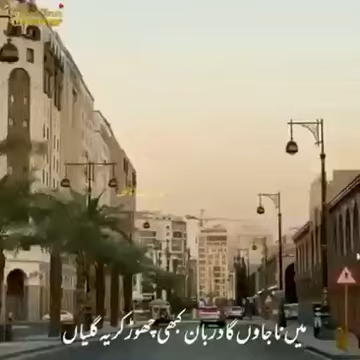 میں نا جاوں گا دربان کبھی چھوڑ کر یہ گلیاں